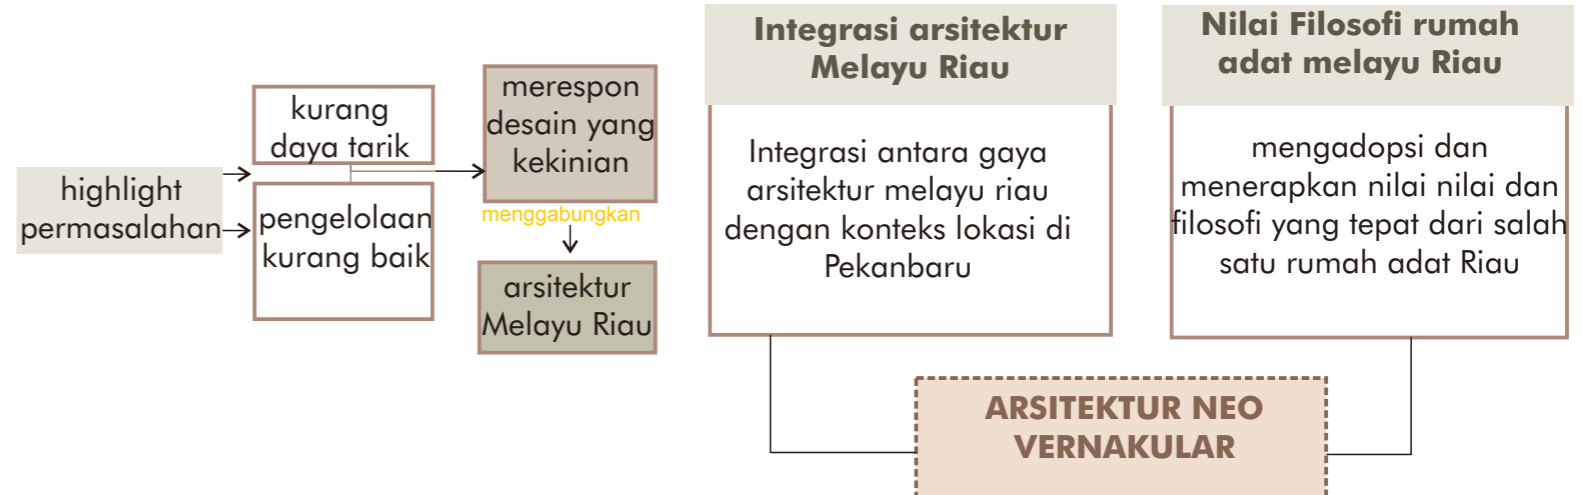 highlight
permasalahan
kurang
daya tarik
pengelolaan
kurang baik
merespon
desain yang
kekinian
menggabungkan
arsitektur
Melayu Riau
Integrasi arsitektur
Melayu Riau
Integrasi antara gaya
arsitektur melayu riau
dengan konteks lokasi di
Pekanbaru
Nilai Filosofi rumah
adat melayu Riau
mengadopsi dan
menerapkan nilai nilai dan
filosofi yang tepat dari salah
satu rumah adat Riau
ARSITEKTUR NEO
VERNAKULAR